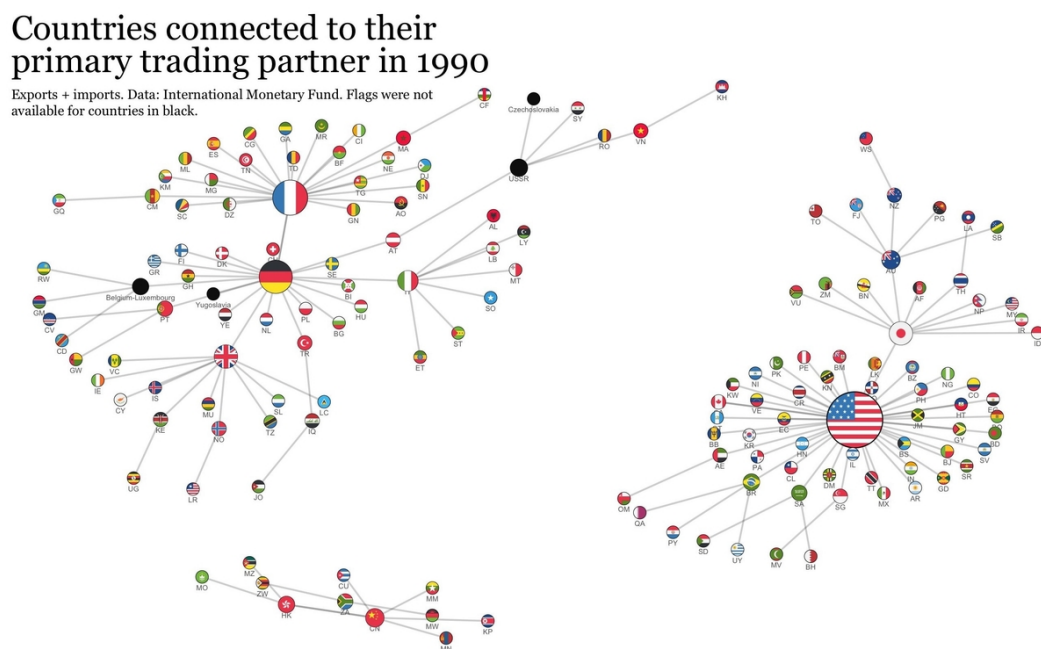 Countries connected to their
primary trading partner in 1990
Exports + imports. Data: International Monetary Fund. Flags were not
available for countries in black.
CF
KH
Czechoslovakia
SY
RO
VN
USSR
MR
GA
CI
CG
ES
MA
ML
TN
TD
BF
NE
DJ
KM
MG
TG
SN
GQ
CM
SC
DZ
GN
AO
WS
NZ
TO
FJ
PG
LA
SB
AU
AL
LY
LB
MT
AT
FI
DK
GR
SE
RW
GH
BI
Belgium-Luxembourg
Yugoslavia
SO
GM
CV
PT
YE
NL
PL
BG
HU
ST
CD
GW
TR
ET
VC
IE
CY
IS
MU
SL
LC
KE
NO
TZ
IQ
UG
LR
JO
VU
ZM
BN
AF
TH
NP
MY
IR
ID
PK
PE
BM
LK
BZ
NI
KN
NG
KW
CR
PH
CO
VE
HT
EC
JM
BB
KR
GY
BD
HN
PA
IL
BS
SV
AE
CL
DM
BJ
IN
SR
TT
GD
BR
SA
SG
MX
AR
OM
QA
PY
SD
UY
MV
BH
MZ
MO
ZW
CU
MM
HK
ZA
CN
MW
KP
MN